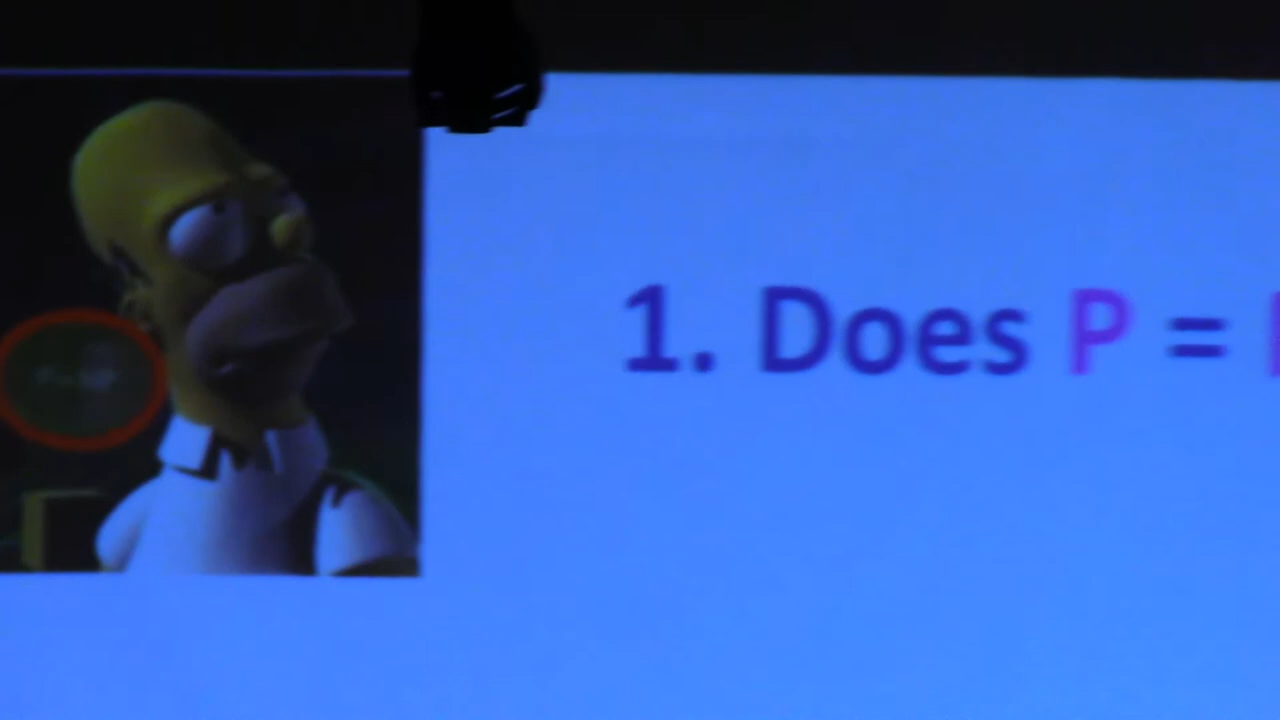 1. Does P =